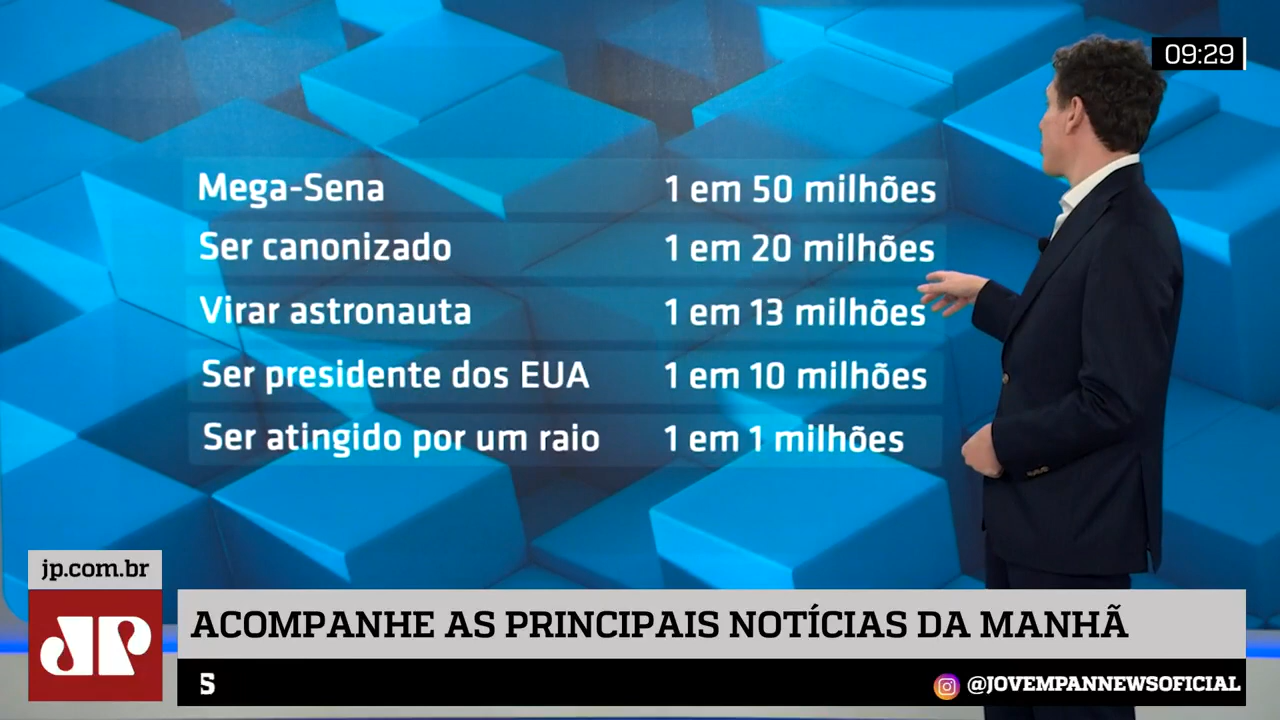 09:29
Mega-Sena 1 em 50 milhões
Ser canonizado 1 em 20 milhões
Virar astronauta 1 em 13 milhões
Ser presidente dos EUA 1 em 10 milhões
Ser atingido por um raio 1 em 1 milhões
jp.com.br
JP
ACOMPANHE AS PRINCIPAIS NOTÍCIAS DA MANHÃ
S
@JOVEMPANNEWSOFICIAL